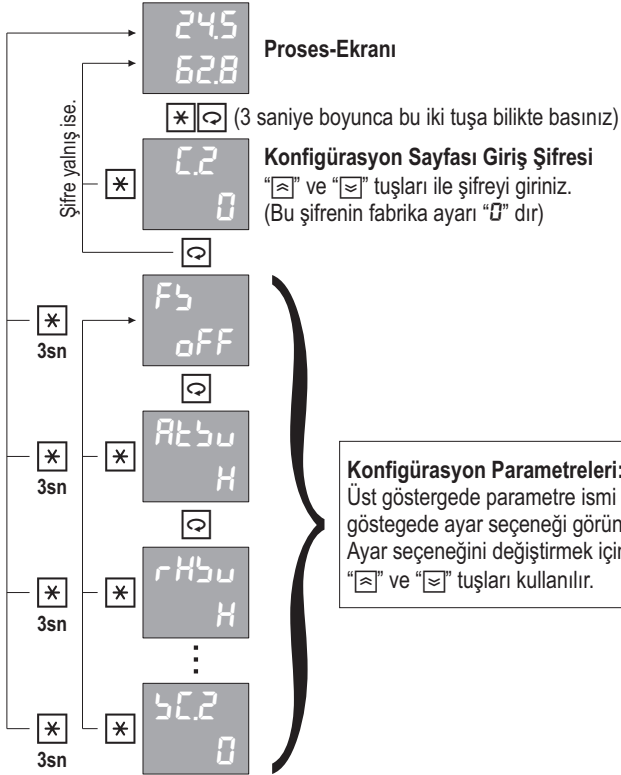 24.5
62.8
Proses-Ekranı
(3 saniye boyunca bu iki tuşa bilikte basınız)
Şifre yalnış ise.
C.2
0
Konfigürasyon Sayfası Giriş Şifresi
“ ” ve “ ” tuşları ile şifreyi giriniz.
(Bu şifrenin fabrika ayarı “0” dır)
FS
oFF
3sn
AtSu
H
3sn
Konfigürasyon Parametreleri:
Üst göstergede parametre ismi
göstegede ayar seçeneği görün
Ayar seçeneğini değiştirmek için
“ ” ve “ ” tuşları kullanılır.
rHSu
H
3sn
SC.2
0
3sn